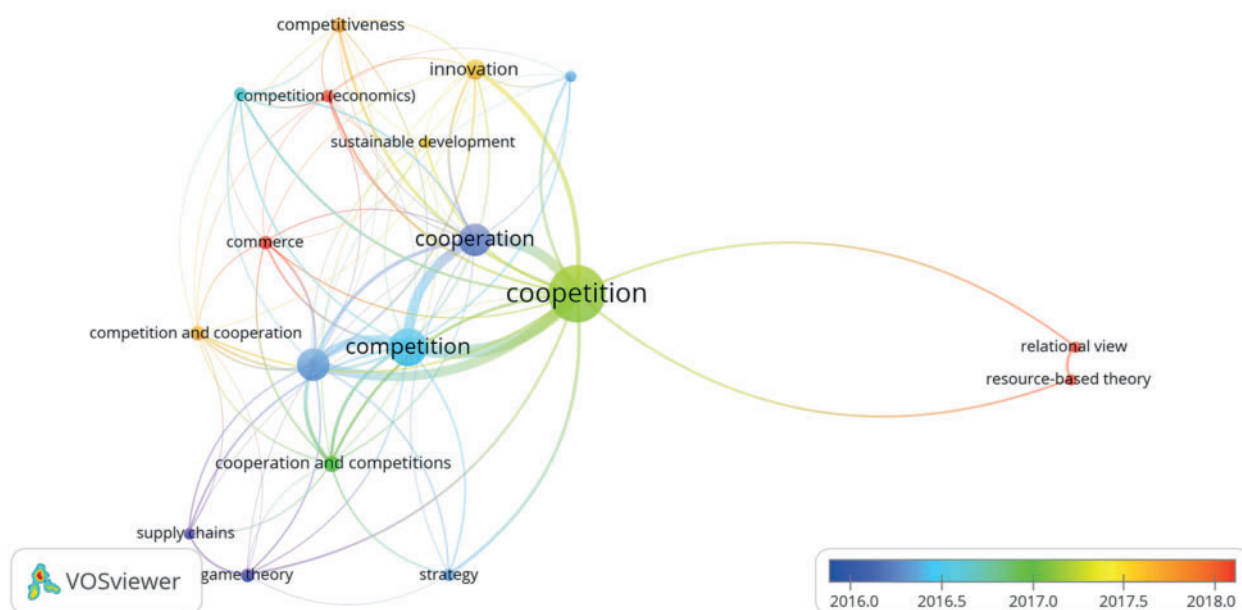 competitiveness
innovation
competition (economics)
sustainable development
cooperation
commerce
coopetition
competition and cooperation
competition
relational view
resource-based theory
cooperation and competitions
supply chains
game theory
strategy
VOSviewer
2016.0 2016.5 2017.0 2017.5 2018.0